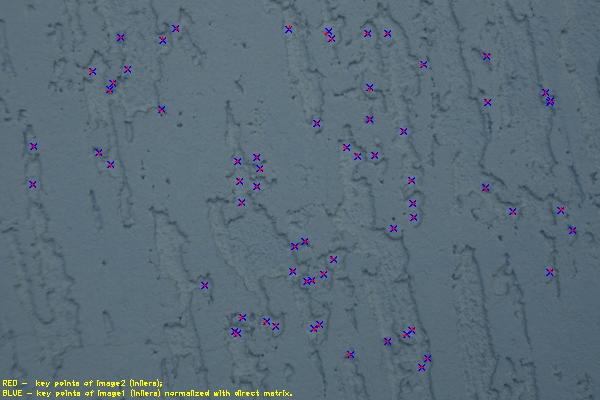 RED - key points of image2 (inliers);
BLUE - key points of image1 (inliers) normalized with direct matrix.